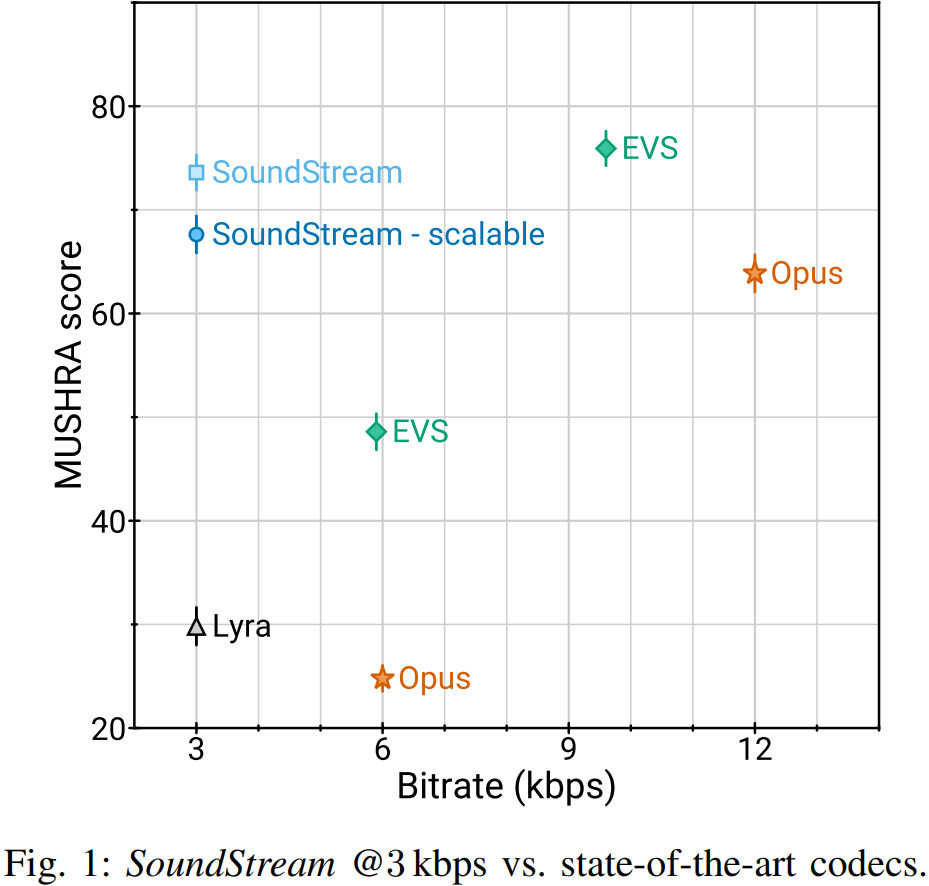 80
EVS
SoundStream
SoundStream - scalable
Opus
60
MUSHRA score
EVS
40
Lyra
Opus
20
3 6 9 12
Bitrate (kbps)
Fig. 1: SoundStream @3 kbps vs. state-of-the-art codecs.